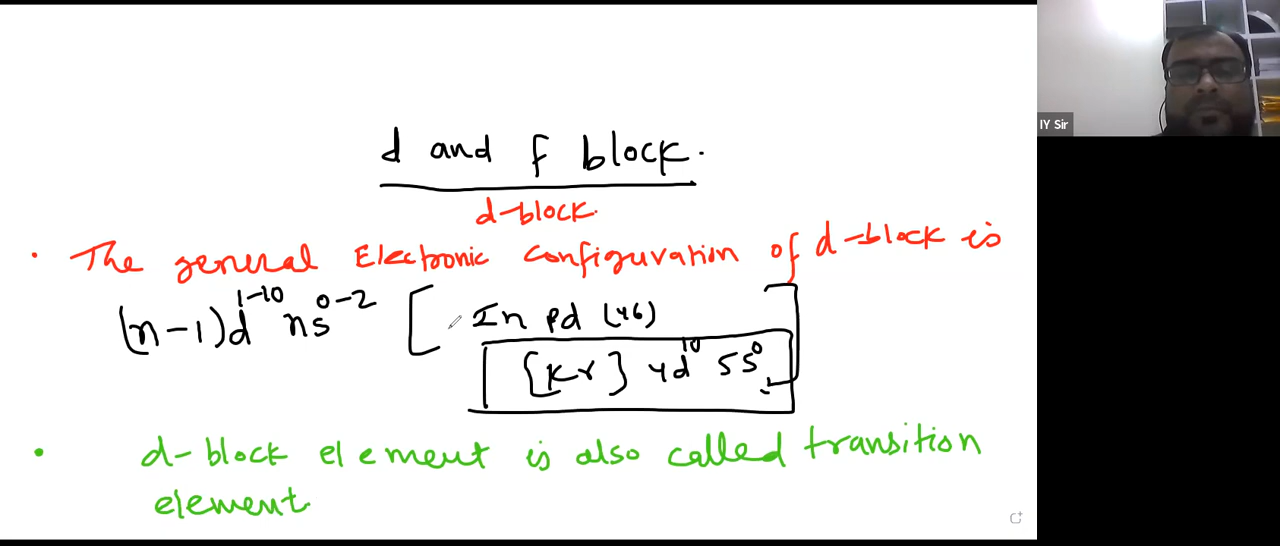 d and f block.
d-block.
• The general Electronic configuration of d-block is
(n-1)d¹⁻¹⁰ ns⁰⁻² [ In Pd (46)
[Kr] 4d¹⁰ 5s⁰ ]
• d-block element is also called transition
element
IY Sir